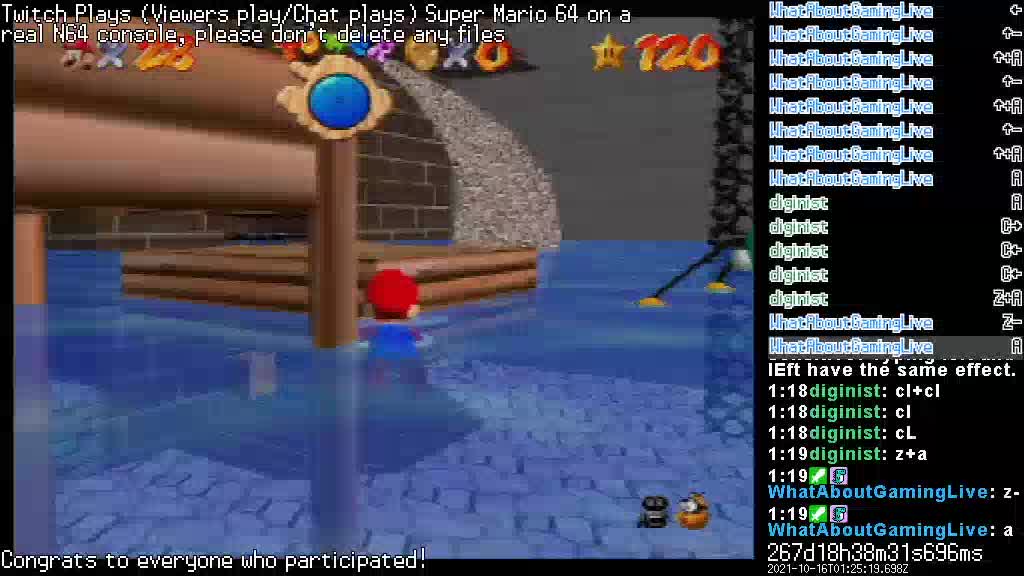 Twitch Plays (Viewers play/Chat plays) Super Mario 64 on a
real N64 console, please don't delete any files
28
0
120
WhatAboutGamingLive ←
WhatAboutGamingLive ↑-
WhatAboutGamingLive ↑+A
WhatAboutGamingLive ↑-
WhatAboutGamingLive ↑+A
WhatAboutGamingLive ↑-
WhatAboutGamingLive ↑+A
WhatAboutGamingLive A
diginist A
diginist C→
diginist C←
diginist C←
diginist Z+A
WhatAboutGamingLive Z-
WhatAboutGamingLive A
lEft have the same effect.
1:18diginist: cl+cl
1:18diginist: cl
1:18diginist: cL
1:19diginist: z+a
1:19
WhatAboutGamingLive: z-
1:19
WhatAboutGamingLive: a
267d18h38m31s696ms
2021-10-16T01:25:19.698Z
Congrats to everyone who participated!